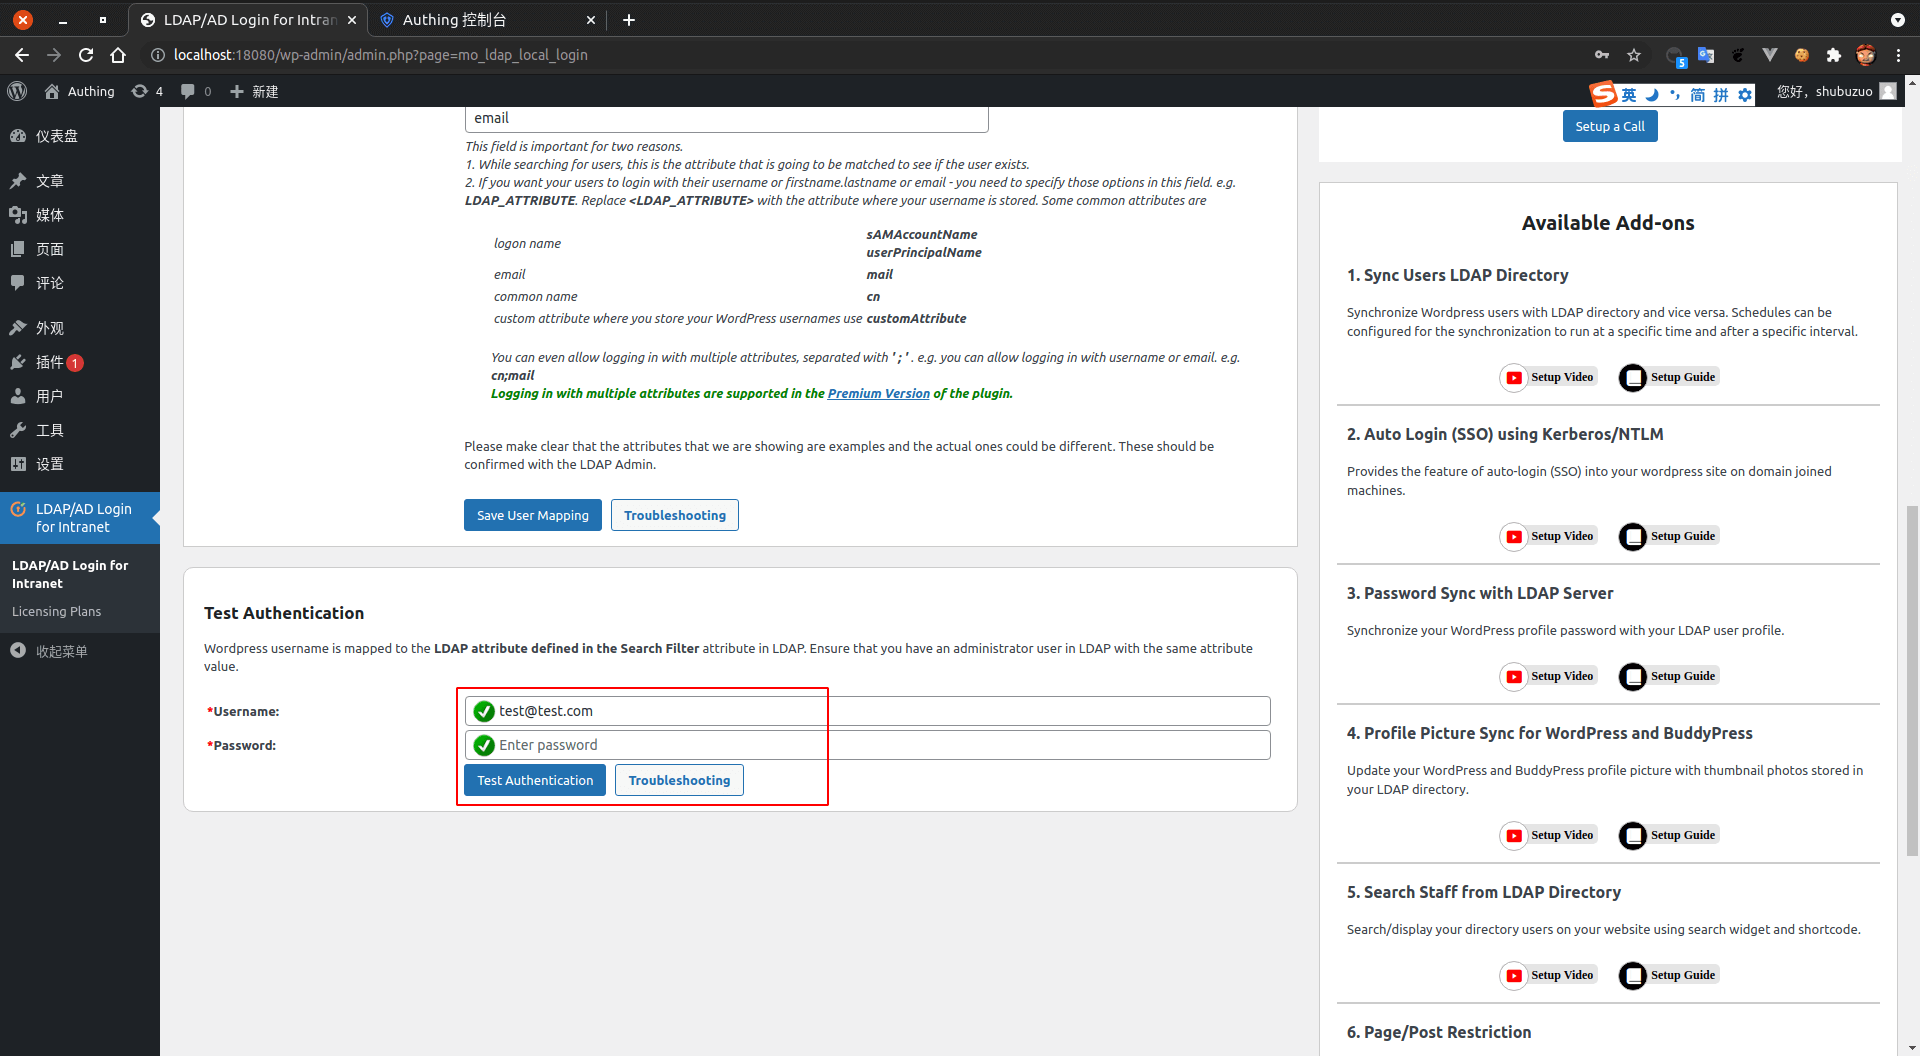 LDAP/AD Login for Intran
Authing 控制台
localhost:18080/wp-admin/admin.php?page=mo_ldap_local_login
5
Authing
4
0
新建
英
简
拼
您好，shubuzuo
仪表盘
文章
媒体
页面
评论
外观
插件 1
用户
工具
设置
LDAP/AD Login
for Intranet
LDAP/AD Login for
Intranet
Licensing Plans
收起菜单
email
This field is important for two reasons.
1. While searching for users, this is the attribute that is going to be matched to see if the user exists.
2. If you want your users to login with their username or firstname.lastname or email - you need to specify those options in this field. e.g.
LDAP_ATTRIBUTE. Replace <LDAP_ATTRIBUTE> with the attribute where your username is stored. Some common attributes are
logon name
sAMAccountName
userPrincipalName
email mail
common name cn
custom attribute where you store your WordPress usernames use customAttribute
You can even allow logging in with multiple attributes, separated with ' ; ' . e.g. you can allow logging in with username or email. e.g.
cn;mail
Logging in with multiple attributes are supported in the Premium Version of the plugin.
Please make clear that the attributes that we are showing are examples and the actual ones could be different. These should be
confirmed with the LDAP Admin.
Save User Mapping
Troubleshooting
Test Authentication
Wordpress username is mapped to the LDAP attribute defined in the Search Filter attribute in LDAP. Ensure that you have an administrator user in LDAP with the same attribute
value.
*Username:
test@test.com
*Password:
Enter password
Test Authentication
Troubleshooting
Setup a Call
Available Add-ons
1. Sync Users LDAP Directory
Synchronize Wordpress users with LDAP directory and vice versa. Schedules can be
configured for the synchronization to run at a specific time and after a specific interval.
Setup Video
Setup Guide
2. Auto Login (SSO) using Kerberos/NTLM
Provides the feature of auto-login (SSO) into your wordpress site on domain joined
machines.
Setup Video
Setup Guide
3. Password Sync with LDAP Server
Synchronize your WordPress profile password with your LDAP user profile.
Setup Video
Setup Guide
4. Profile Picture Sync for WordPress and BuddyPress
Update your WordPress and BuddyPress profile picture with thumbnail photos stored in
your LDAP directory.
Setup Video
Setup Guide
5. Search Staff from LDAP Directory
Search/display your directory users on your website using search widget and shortcode.
Setup Video
Setup Guide
6. Page/Post Restriction